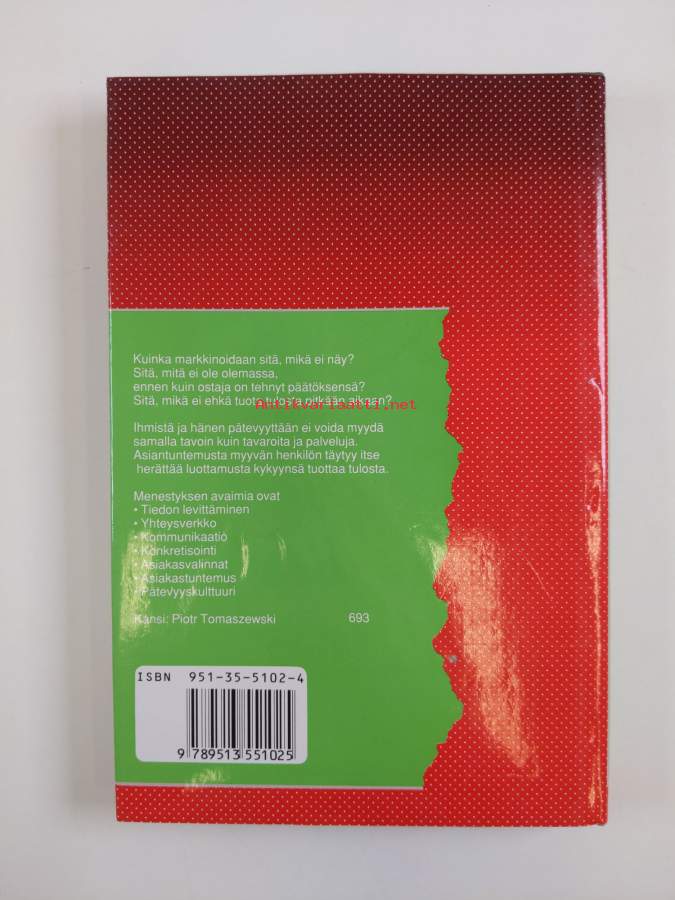 Kuinka markkinoidaan sitä, mikä ei näy?
Sitä, mitä ei ole olemassa,
ennen kuin ostaja on tehnyt päätöksensä?
Sitä, mikä ei ehkä tuota tulosta pitkään aikaan?
Antikvariaatti.net
Ihmistä ja hänen pätevyyttään ei voida myydä
samalla tavoin kuin tavaroita ja palveluja.
Asiantuntemusta myyvän henkilön täytyy itse
herättää luottamusta kykyynsä tuottaa tulosta.
Menestyksen avaimia ovat
• Tiedon levittäminen
• Yhteysverkko
• Kommunikaatio
• Konkretisointi
• Asiakasvalinnat
• Asiakastuntemus
• Pätevyyskulttuuri
Kansi: Piotr Tomaszewski 693
ISBN 951-35-5102-4
9 789513 551025